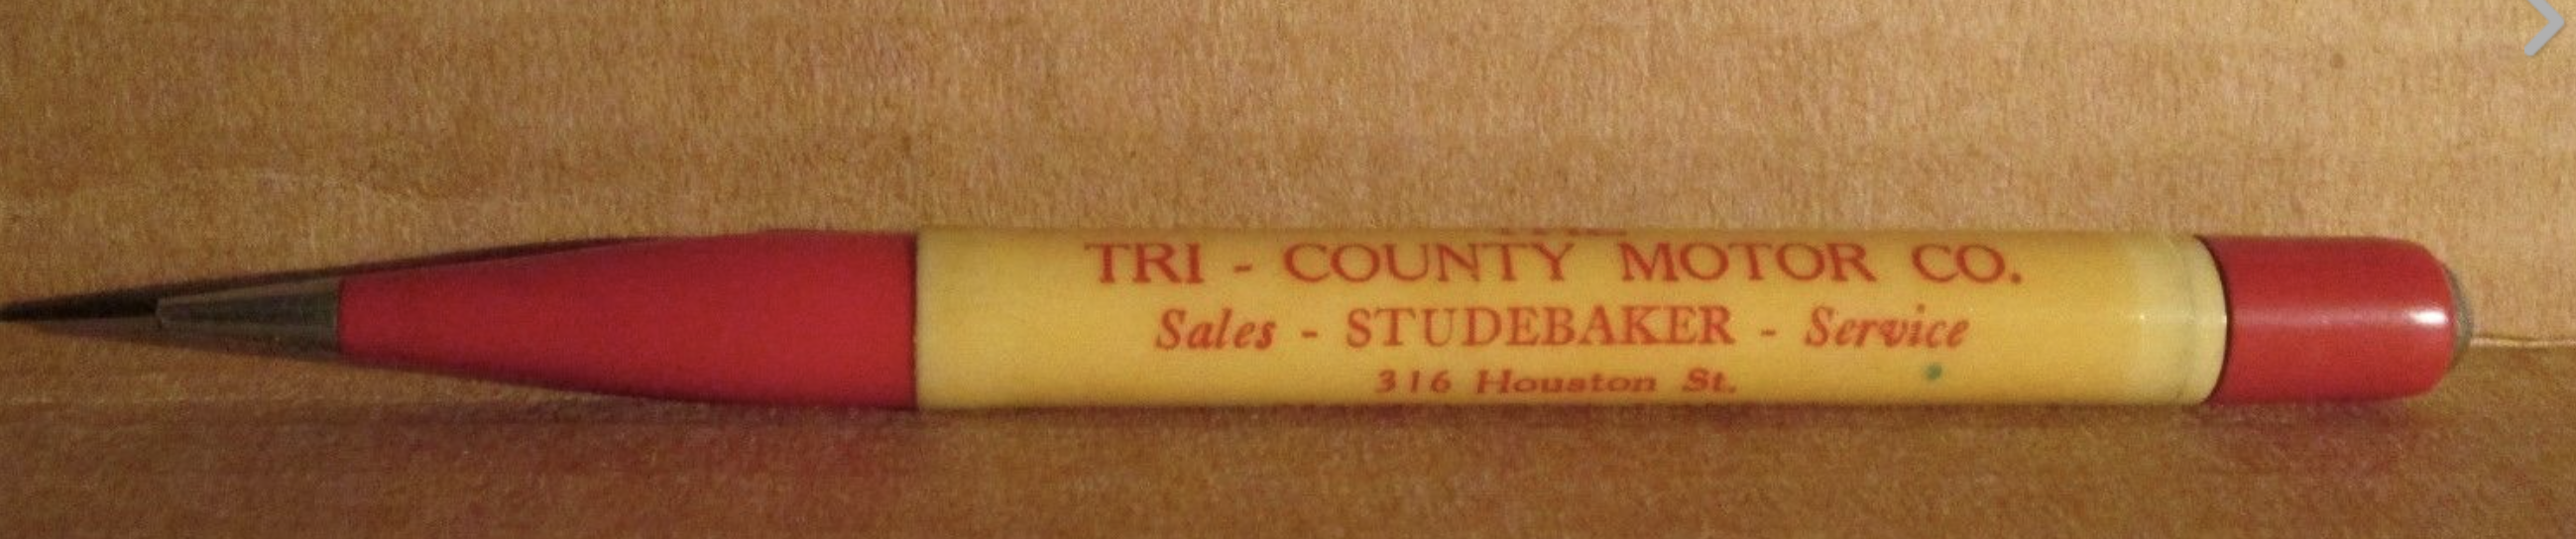 TRI - COUNTY MOTOR CO.
Sales - STUDEBAKER - Service
316 Houston St.